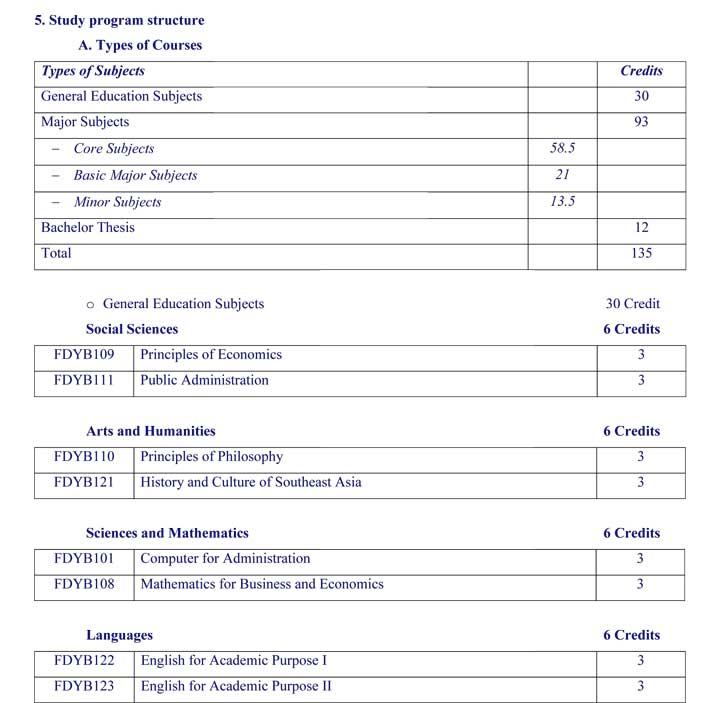 5. Study program structure
A. Types of Courses
Types of Subjects Credits
General Education Subjects 30
Major Subjects 93
– Core Subjects 58.5
– Basic Major Subjects 21
– Minor Subjects 13.5
Bachelor Thesis 12
Total 135
o General Education Subjects 30 Credit
Social Sciences 6 Credits
FDYB109 Principles of Economics 3
FDYB111 Public Administration 3
Arts and Humanities 6 Credits
FDYB110 Principles of Philosophy 3
FDYB121 History and Culture of Southeast Asia 3
Sciences and Mathematics 6 Credits
FDYB101 Computer for Administration 3
FDYB108 Mathematics for Business and Economics 3
Languages 6 Credits
FDYB122 English for Academic Purpose I 3
FDYB123 English for Academic Purpose II 3